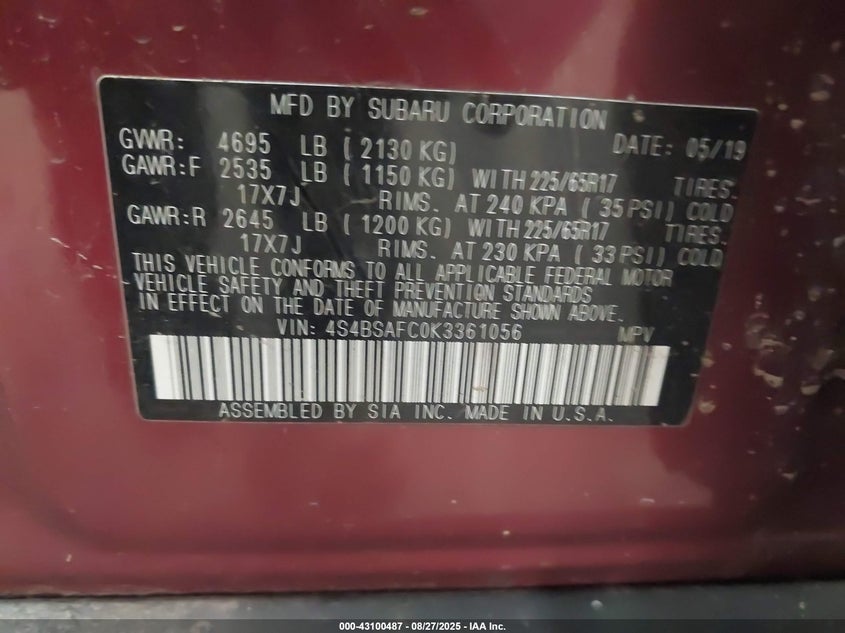 MFD BY SUBARU CORPORATION
GVWR: 4695 LB ( 2130 KG) DATE: 05/19
GAWR:F 2535 LB ( 1150 KG) WITH 225/65R17 TIRES.
17X7J RIMS. AT 240 KPA ( 35 PSI) COLD
GAWR:R 2645 LB ( 1200 KG) WITH 225/65R17 TIRES.
17X7J RIMS. AT 230 KPA ( 33 PSI) COLD
THIS VEHICLE CONFORMS TO ALL APPLICABLE FEDERAL MOTOR
VEHICLE SAFETY AND THEFT PREVENTION STANDARDS
IN EFFECT ON THE DATE OF MANUFACTURE SHOWN ABOVE.
VIN: 4S4BSAFC0K3361056 MPV
ASSEMBLED BY SIA INC. MADE IN U.S.A.
000-43100487 - 08/27/2025 - IAA Inc.